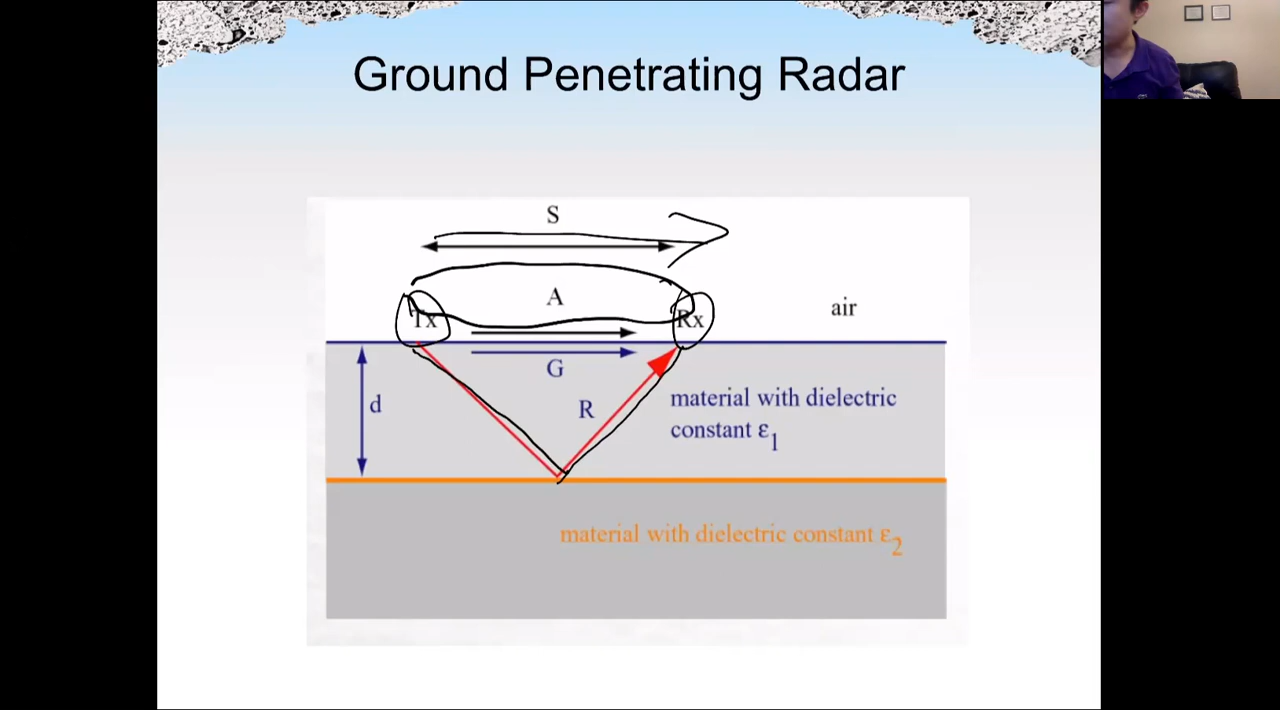 Ground Penetrating Radar
S
A
Tx
Rx
air
G
d
R
material with dielectric
constant ε₁
material with dielectric constant ε₂